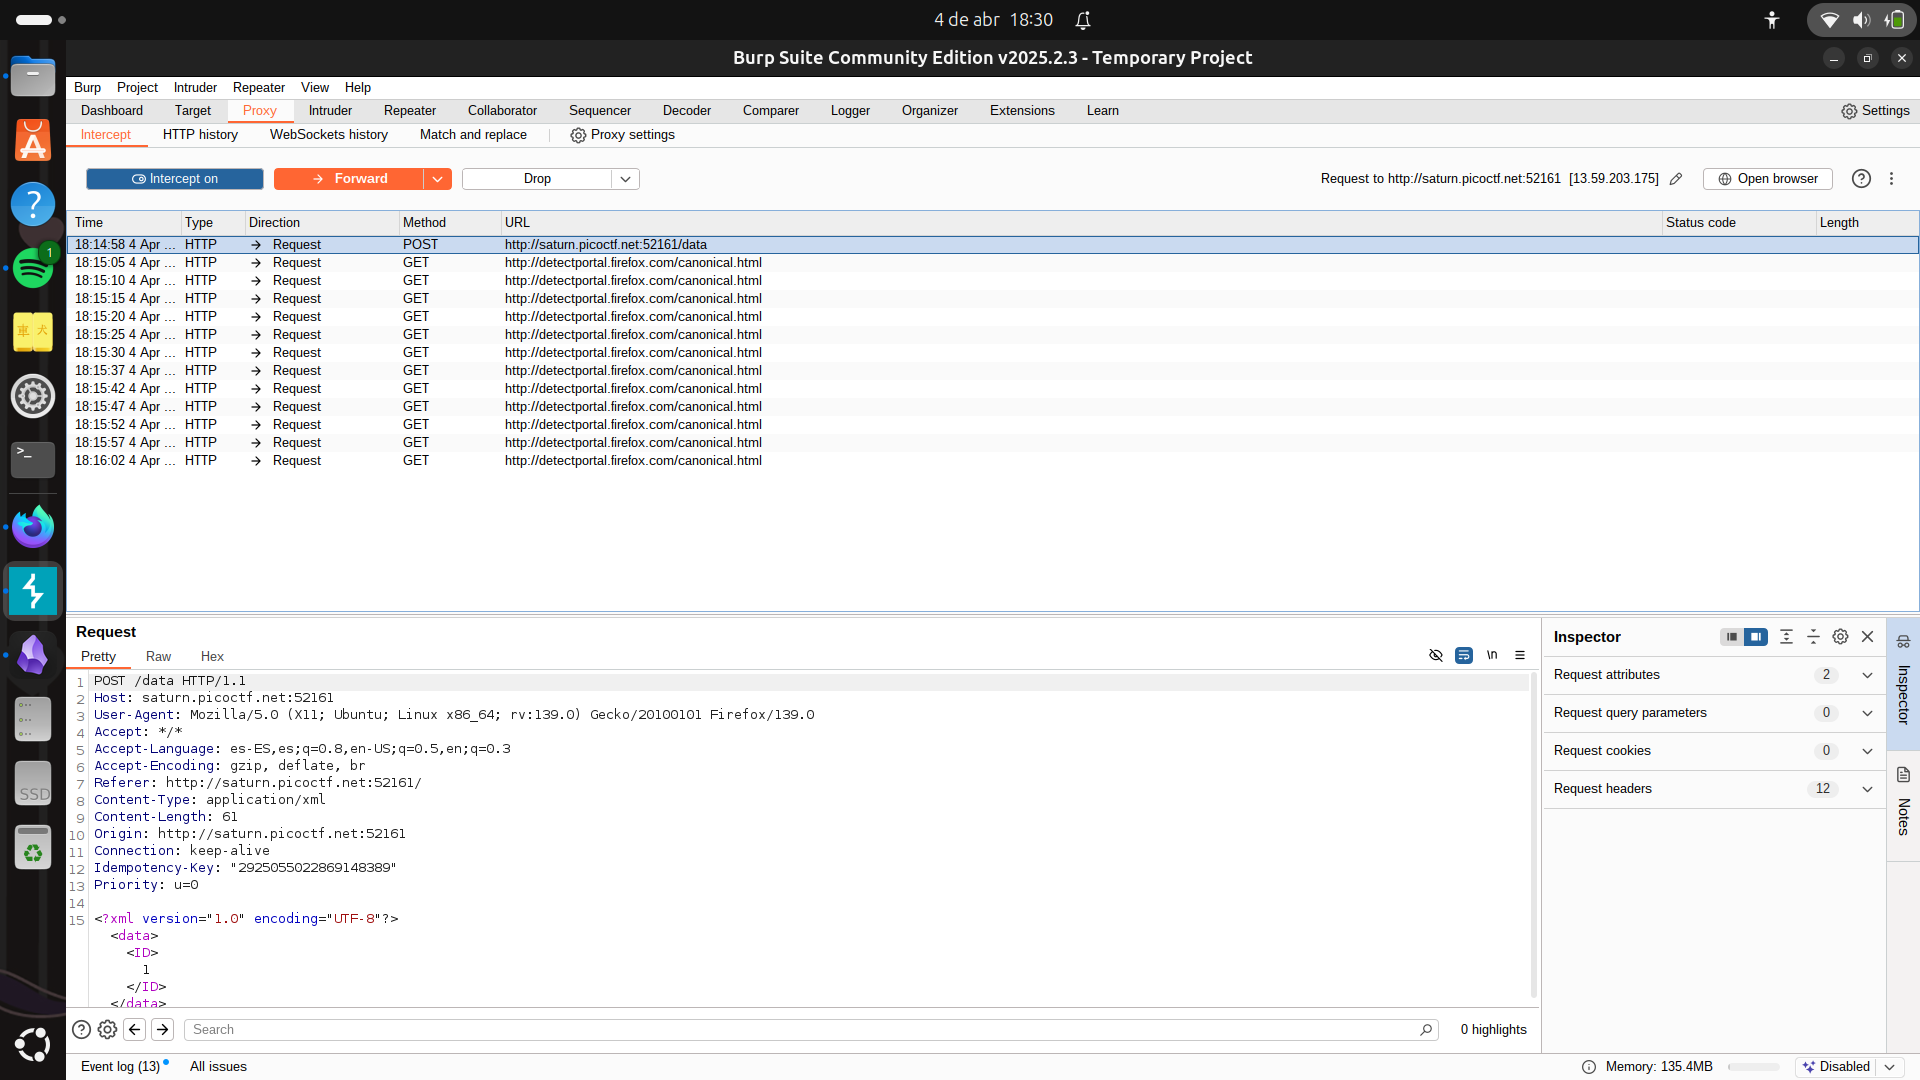 4 de abr 18:30
Burp Suite Community Edition v2025.2.3 - Temporary Project
Burp Project Intruder Repeater View Help
Dashboard Target Proxy Intruder Repeater Collaborator Sequencer Decoder Comparer Logger Organizer Extensions Learn Settings
Intercept HTTP history WebSockets history Match and replace Proxy settings
Intercept on Forward Drop Request to http://saturn.picoctf.net:52161 [13.59.203.175] Open browser
Time Type Direction Method URL Status code Length
18:14:58 4 Apr ... HTTP → Request POST http://saturn.picoctf.net:52161/data
18:15:05 4 Apr ... HTTP → Request GET http://detectportal.firefox.com/canonical.html
18:15:10 4 Apr ... HTTP → Request GET http://detectportal.firefox.com/canonical.html
18:15:15 4 Apr ... HTTP → Request GET http://detectportal.firefox.com/canonical.html
18:15:20 4 Apr ... HTTP → Request GET http://detectportal.firefox.com/canonical.html
18:15:25 4 Apr ... HTTP → Request GET http://detectportal.firefox.com/canonical.html
18:15:30 4 Apr ... HTTP → Request GET http://detectportal.firefox.com/canonical.html
18:15:37 4 Apr ... HTTP → Request GET http://detectportal.firefox.com/canonical.html
18:15:42 4 Apr ... HTTP → Request GET http://detectportal.firefox.com/canonical.html
18:15:47 4 Apr ... HTTP → Request GET http://detectportal.firefox.com/canonical.html
18:15:52 4 Apr ... HTTP → Request GET http://detectportal.firefox.com/canonical.html
18:15:57 4 Apr ... HTTP → Request GET http://detectportal.firefox.com/canonical.html
18:16:02 4 Apr ... HTTP → Request GET http://detectportal.firefox.com/canonical.html
Request
Pretty Raw Hex \n
1 POST /data HTTP/1.1
2 Host: saturn.picoctf.net:52161
3 User-Agent: Mozilla/5.0 (X11; Ubuntu; Linux x86_64; rv:139.0) Gecko/20100101 Firefox/139.0
4 Accept: */*
5 Accept-Language: es-ES,es;q=0.8,en-US;q=0.5,en;q=0.3
6 Accept-Encoding: gzip, deflate, br
7 Referer: http://saturn.picoctf.net:52161/
8 Content-Type: application/xml
9 Content-Length: 61
10 Origin: http://saturn.picoctf.net:52161
11 Connection: keep-alive
12 Idempotency-Key: "2925055022869148389"
13 Priority: u=0
14
15 <?xml version="1.0" encoding="UTF-8"?>
<data>
<ID>
1
</ID>
</data>
Search 0 highlights
Inspector
Request attributes 2
Request query parameters 0
Request cookies 0
Request headers 12
Inspector
Notes
Event log (13) All issues Memory: 135.4MB Disabled
1
車 犬
?
>_
SSD